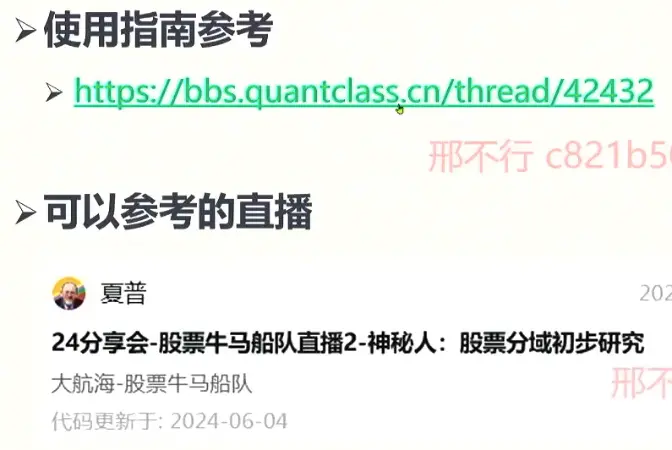 使用指南参考
https://bbs.quantclass.cn/thread/42432
邢不行 c821b5
可以参考的直播
夏普
202
24分享会-股票牛马船队直播2-神秘人：股票分域初步研究
大航海-股票牛马船队
邢不
代码更新于: 2024-06-04